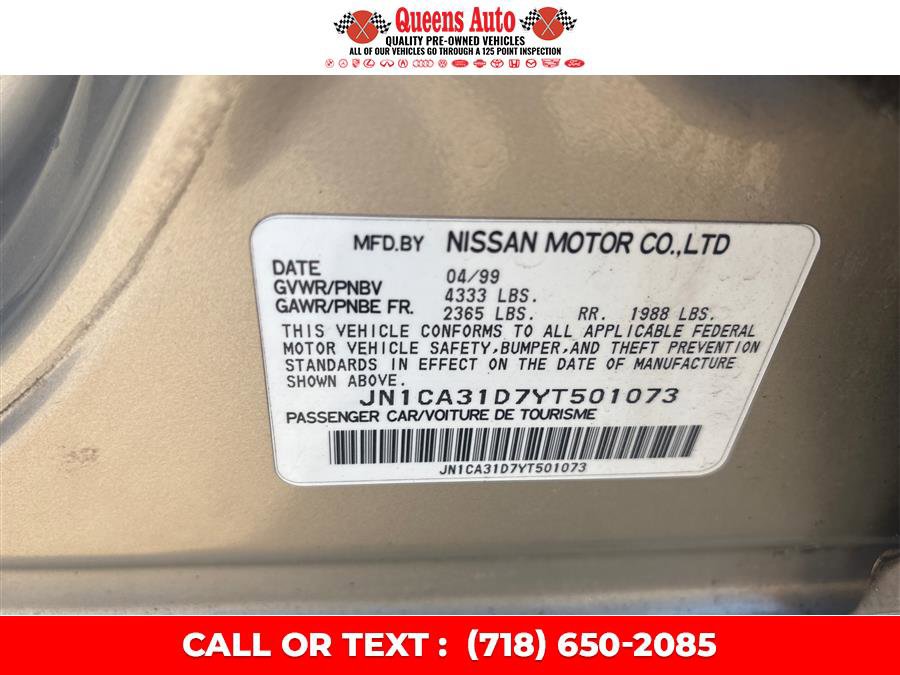 Queens Auto
QUALITY PRE-OWNED VEHICLES
ALL OF OUR VEHICLES GO THROUGH A 125 POINT INSPECTION
MFD.BY NISSAN MOTOR CO.,LTD
DATE 04/99
GVWR/PNBV 4333 LBS.
GAWR/PNBE FR. 2365 LBS. RR. 1988 LBS.
THIS VEHICLE CONFORMS TO ALL APPLICABLE FEDERAL
MOTOR VEHICLE SAFETY,BUMPER,AND THEFT PREVENTION
STANDARDS IN EFFECT ON THE DATE OF MANUFACTURE
SHOWN ABOVE.
JN1CA31D7YT501073
PASSENGER CAR/VOITURE DE TOURISME
JN1CA31D7YT501073
CALL OR TEXT : (718) 650-2085